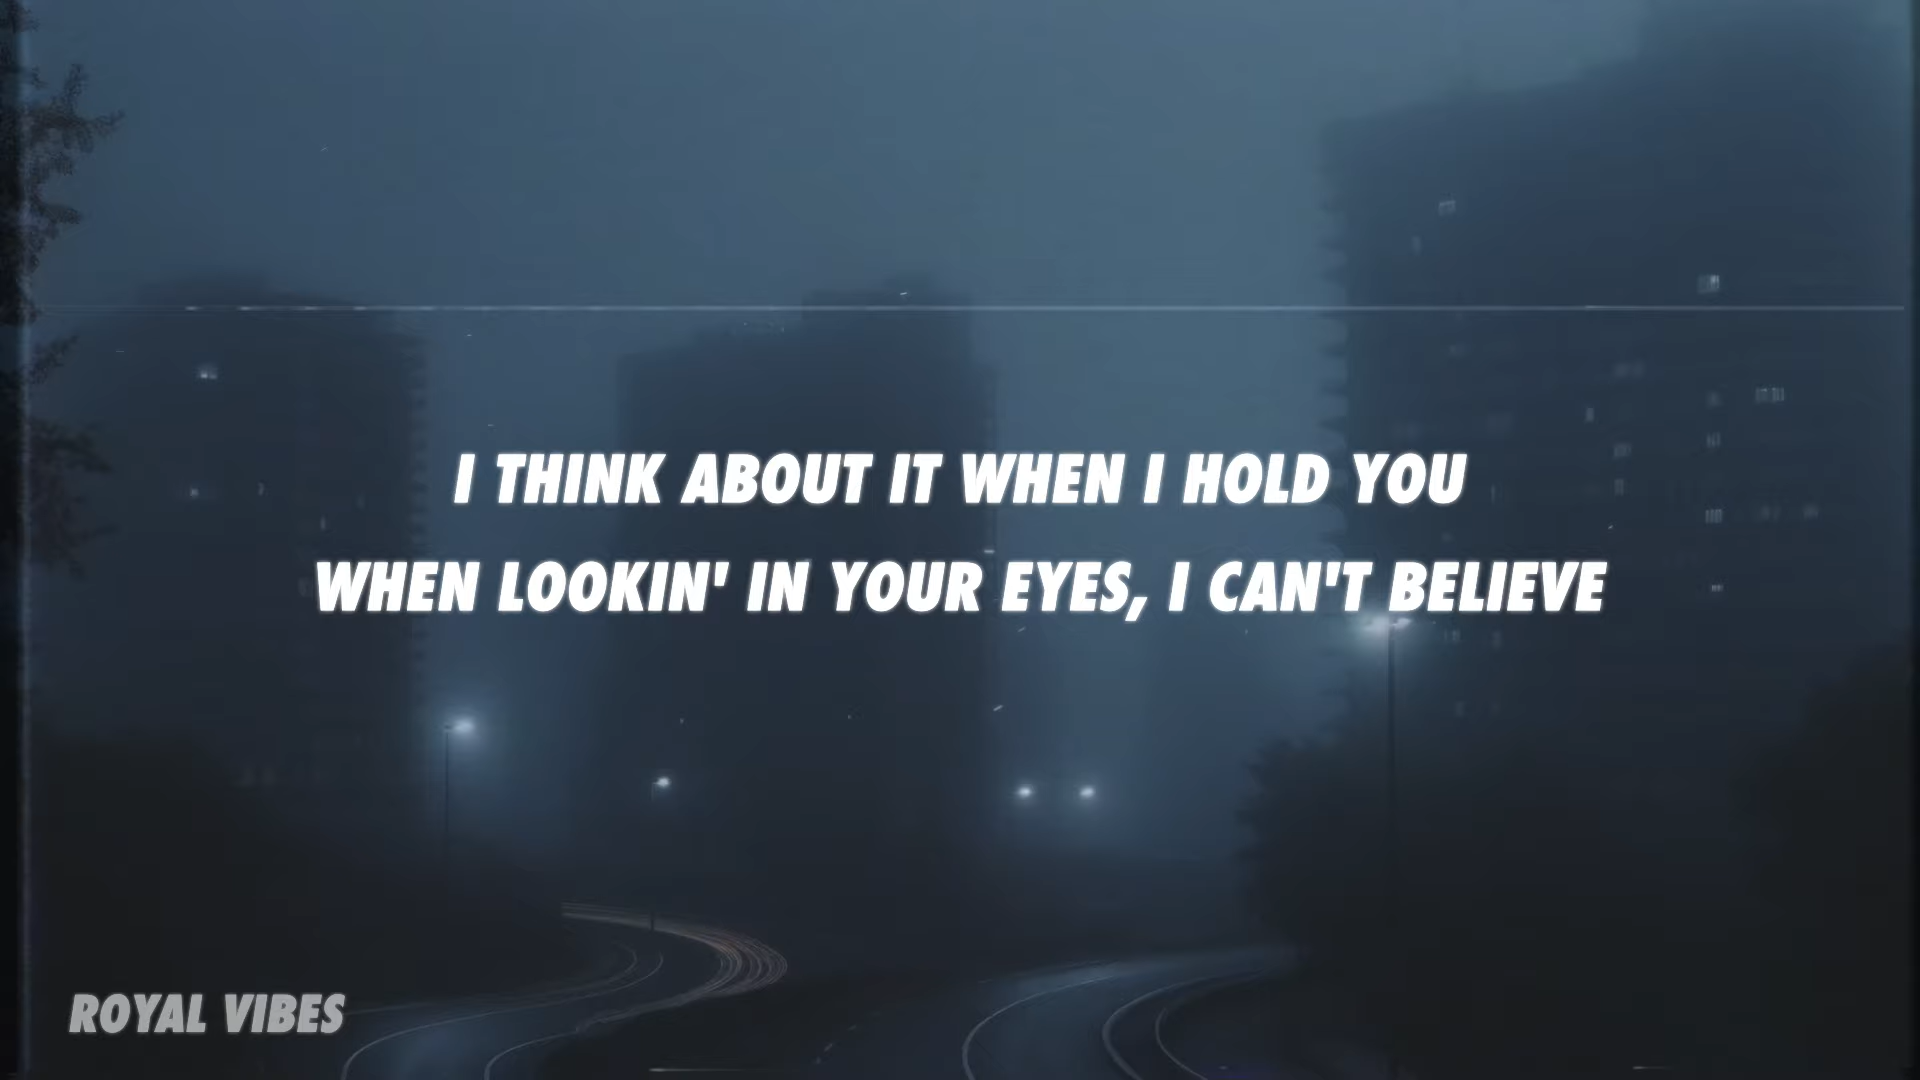 I THINK ABOUT IT WHEN I HOLD YOU
WHEN LOOKIN' IN YOUR EYES, I CAN'T BELIEVE
ROYAL VIBES